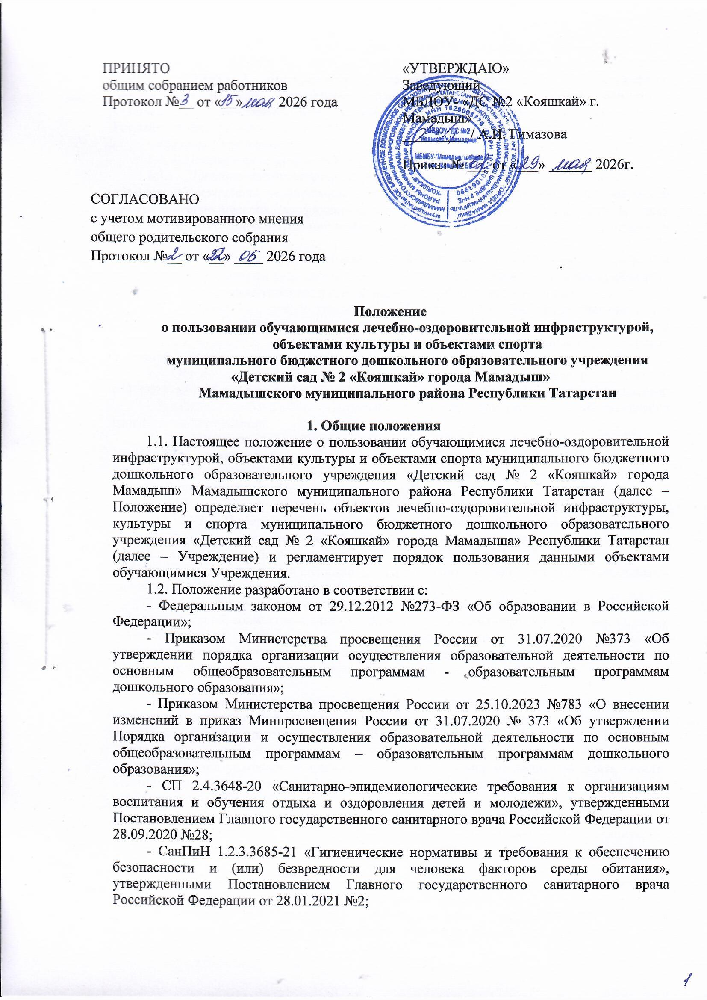 ПРИНЯТО
общим собранием работников
Протокол №3 от «15» мая 2026 года
«УТВЕРЖДАЮ»
Заведующий
МБДОУ- «ДС №2 «Кояшкай» г.
Мамадыш»
/ А.И. Гимазова
Приказ № 62 от «29» мая 2026г.
МБДОУ "ДС №2
"Кояшкай" г.Мамадыш"
МБМБУ-"Мамадыш шәһәре
ИНН 1626005776
СОГЛАСОВАНО
с учетом мотивированного мнения
общего родительского собрания
Протокол №2 от «22» 05 2026 года
Положение
о пользовании обучающимися лечебно-оздоровительной инфраструктурой,
объектами культуры и объектами спорта
муниципального бюджетного дошкольного образовательного учреждения
«Детский сад № 2 «Кояшкай» города Мамадыш»
Мамадышского муниципального района Республики Татарстан
1. Общие положения
1.1. Настоящее положение о пользовании обучающимися лечебно-оздоровительной
инфраструктурой, объектами культуры и объектами спорта муниципального бюджетного
дошкольного образовательного учреждения «Детский сад № 2 «Кояшкай» города
Мамадыш» Мамадышского муниципального района Республики Татарстан (далее –
Положение) определяет перечень объектов лечебно-оздоровительной инфраструктуры,
культуры и спорта муниципального бюджетного дошкольного образовательного
учреждения «Детский сад № 2 «Кояшкай» города Мамадыша» Республики Татарстан
(далее – Учреждение) и регламентирует порядок пользования данными объектами
обучающимися Учреждения.
1.2. Положение разработано в соответствии с:
- Федеральным законом от 29.12.2012 №273-ФЗ «Об образовании в Российской
Федерации»;
- Приказом Министерства просвещения России от 31.07.2020 №373 «Об
утверждении порядка организации осуществления образовательной деятельности по
основным общеобразовательным программам - образовательным программам
дошкольного образования»;
- Приказом Министерства просвещения России от 25.10.2023 №783 «О внесении
изменений в приказ Минпросвещения России от 31.07.2020 № 373 «Об утверждении
Порядка организации и осуществления образовательной деятельности по основным
общеобразовательным программам – образовательным программам дошкольного
образования»;
- СП 2.4.3648-20 «Санитарно-эпидемиологические требования к организациям
воспитания и обучения отдыха и оздоровления детей и молодежи», утвержденными
Постановлением Главного государственного санитарного врача Российской Федерации от
28.09.2020 №28;
- СанПиН 1.2.3.3685-21 «Гигиенические нормативы и требования к обеспечению
безопасности и (или) безвредности для человека факторов среды обитания»,
утвержденными Постановлением Главного государственного санитарного врача
Российской Федерации от 28.01.2021 №2;
1